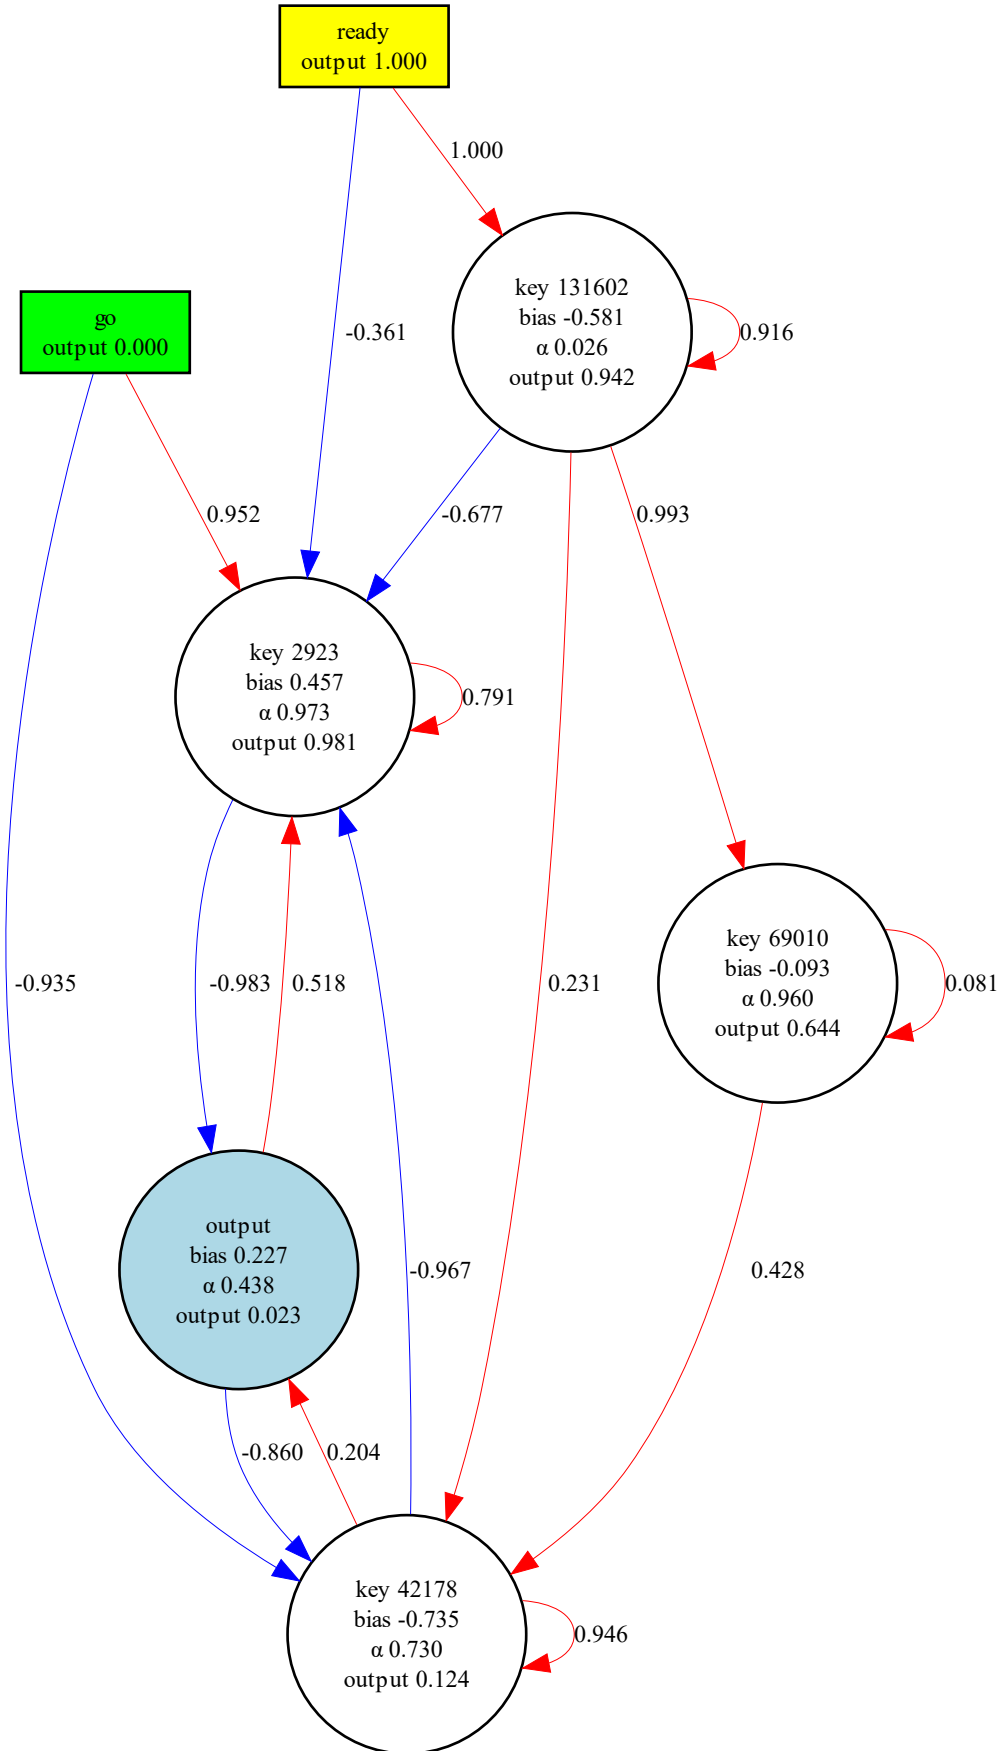 ready
output 1.000
1.000
key 131602
bias -0.581
α 0.026
output 0.942
0.916
go
output 0.000
-0.361
0.952
-0.677
0.993
key 2923
bias 0.457
α 0.973
output 0.981
0.791
key 69010
bias -0.093
α 0.960
output 0.644
0.081
-0.935
-0.983
0.518
0.231
output
bias 0.227
α 0.438
output 0.023
-0.967
0.428
-0.860
0.204
key 42178
bias -0.735
α 0.730
output 0.124
0.946